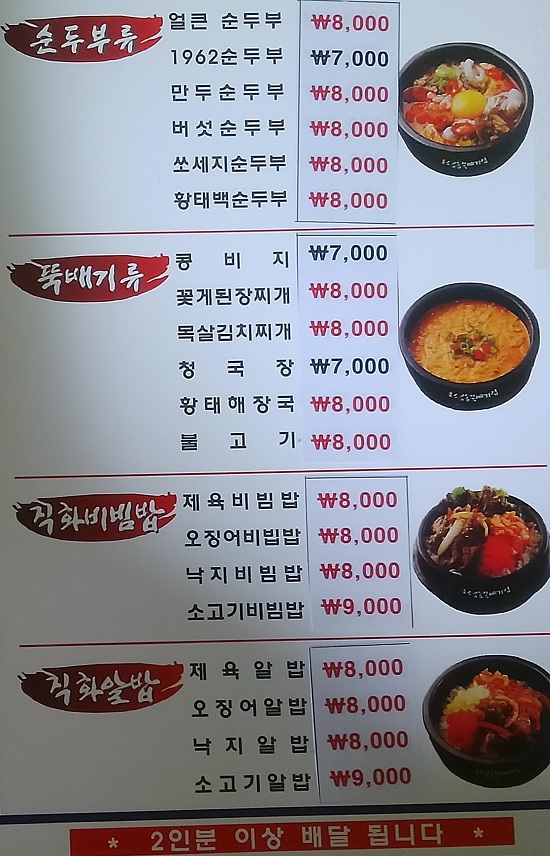 순두부류
얼큰 순두부 ₩8,000
1962순두부 ₩7,000
만두순두부 ₩8,000
버섯순두부 ₩8,000
쏘세지순두부 ₩8,000
황태백순두부 ₩8,000
뚝배기류
콩 비 지 ₩7,000
꽃게된장찌개 ₩8,000
목살김치찌개 ₩8,000
청 국 장 ₩7,000
황태해장국 ₩8,000
불 고 기 ₩8,000
직화비빔밥
제육비빔밥 ₩8,000
오징어비빕밥 ₩8,000
낙지비빔밥 ₩8,000
소고기비빔밥 ₩9,000
직화알밥
제 육 알 밥 ₩8,000
오징어알밥 ₩8,000
낙 지 알 밥 ₩8,000
소고기알밥 ₩9,000
* 2인분 이상 배달 됩니다 *